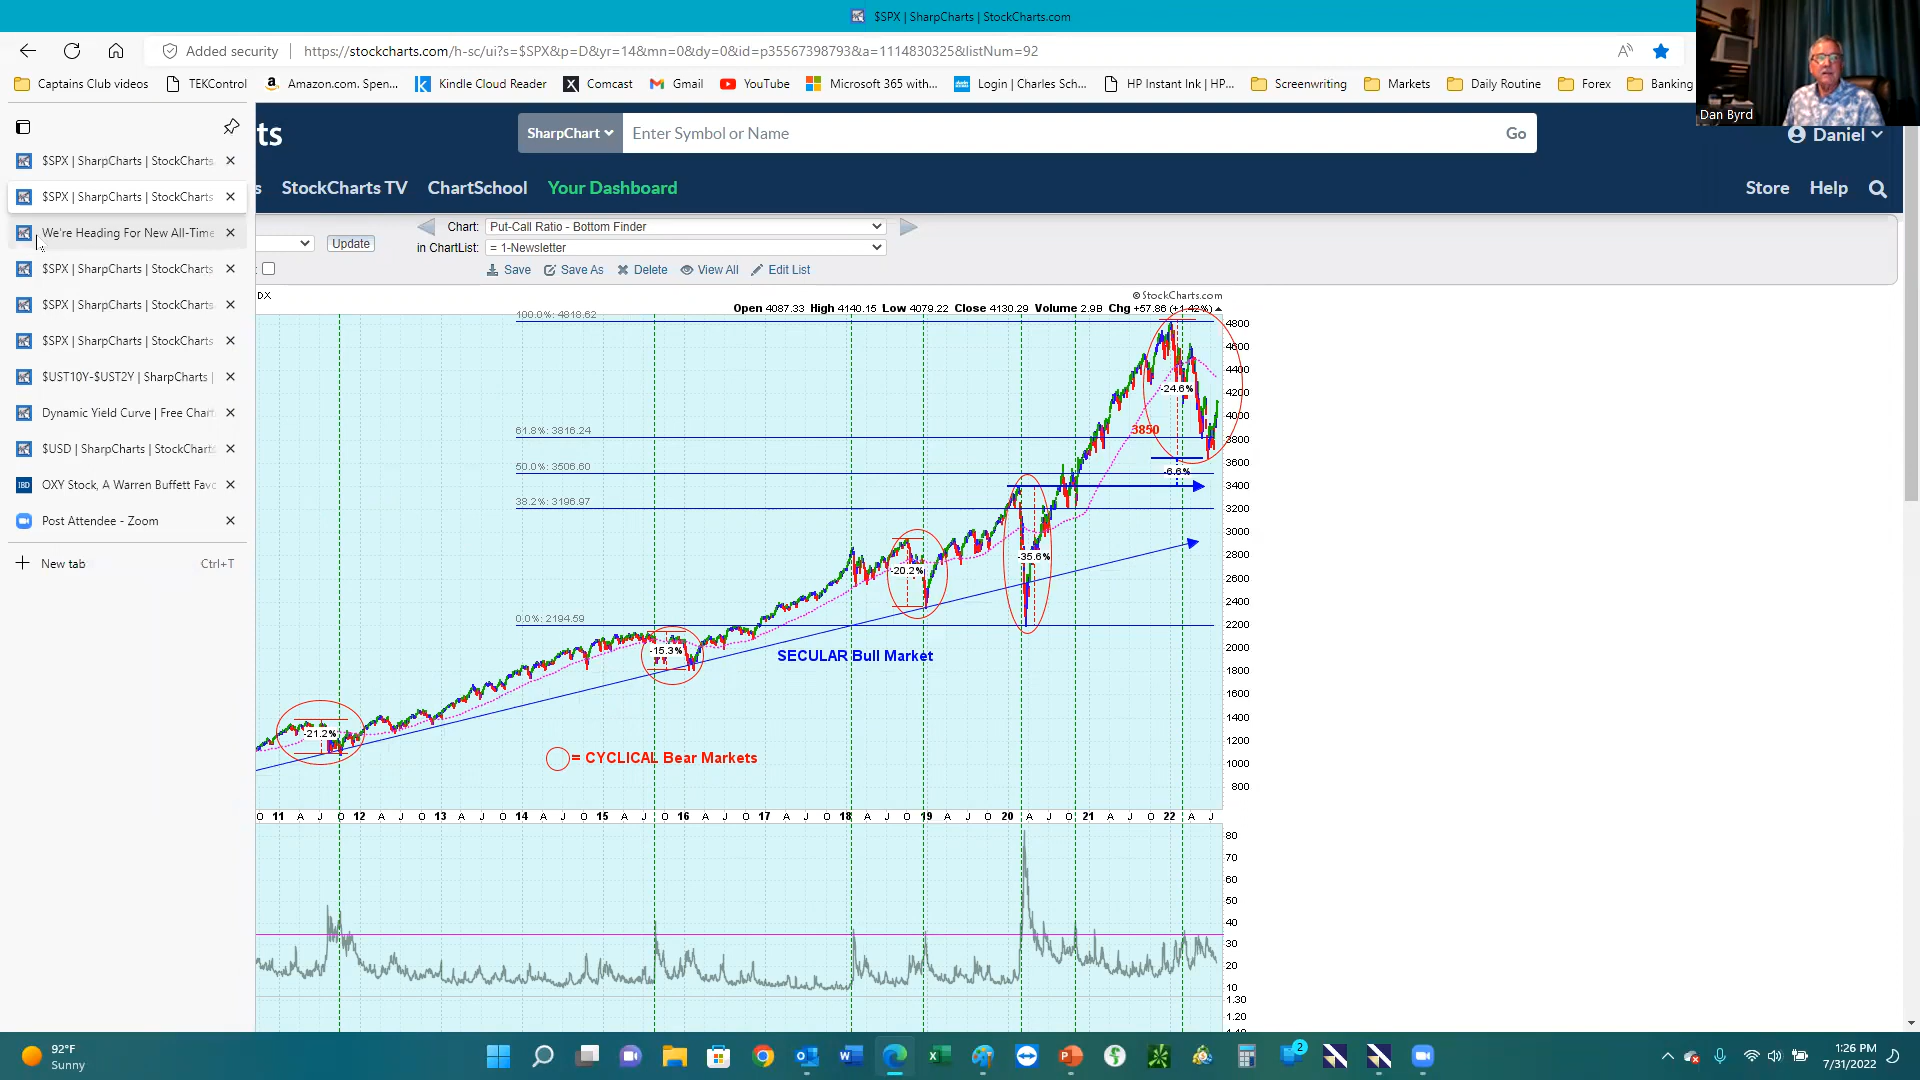 $SPX | SharpCharts | StockCharts.com
Added security
https://stockcharts.com/h-sc/ui?s=$SPX&p=D&yr=14&mn=0&dy=0&id=p35567398793&a=1114830325&listNum=92
Captains Club videos
TEKControl
Amazon.com. Spen...
Kindle Cloud Reader
Comcast
Gmail
YouTube
Microsoft 365 with...
Login | Charles Sch...
HP Instant Ink | HP...
Screenwriting
Markets
Daily Routine
Forex
Banking
Dan Byrd
ts
SharpChart
Enter Symbol or Name
Go
Daniel
s
StockCharts TV
ChartSchool
Your Dashboard
Store
Help
$SPX | SharpCharts | StockCharts
$SPX | SharpCharts | StockCharts
We're Heading For New All-Time
$SPX | SharpCharts | StockCharts
$SPX | SharpCharts | StockCharts
$SPX | SharpCharts | StockCharts
$UST10Y-$UST2Y | SharpCharts |
Dynamic Yield Curve | Free Chart
$USD | SharpCharts | StockCharts
IBD
OXY Stock, A Warren Buffett Favo
Post Attendee - Zoom
New tab
Ctrl+T
Update
Chart:
Put-Call Ratio - Bottom Finder
in ChartList:
= 1-Newsletter
Save
Save As
Delete
View All
Edit List
DX
© StockCharts.com
Open 4087.33 High 4140.15 Low 4079.22 Close 4130.29 Volume 2.9B Chg +57.86 (+1.42%)
100.0%: 4818.62
61.8%: 3816.24
50.0%: 3506.60
38.2%: 3196.97
0.0%: 2194.59
-24.6%
3850
-6.6%
-35.6%
-20.2%
-15.3%
-21.2%
SECULAR Bull Market
= CYCLICAL Bear Markets
4800
4600
4400
4200
4000
3800
3600
3400
3200
3000
2800
2600
2400
2200
2000
1800
1600
1400
1200
1000
800
O 11 A J O 12 A J O 13 A J O 14 A J O 15 A J O 16 A J O 17 A J O 18 A J O 19 A J O 20 A J O 21 A J O 22 A J
80
70
60
50
40
30
20
10
1.30
1.20
92°F
Sunny
2
1:26 PM
7/31/2022